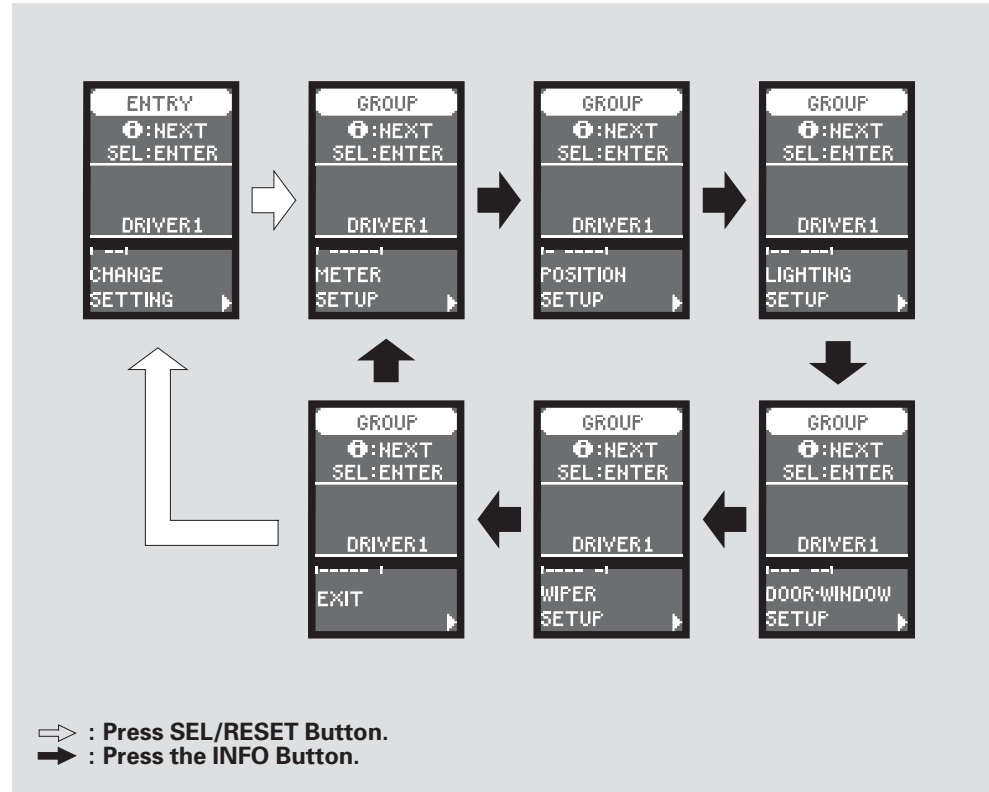 ENTRY
i:NEXT
SEL:ENTER
DRIVER1
CHANGE
SETTING
GROUP
i:NEXT
SEL:ENTER
DRIVER1
METER
SETUP
GROUP
i:NEXT
SEL:ENTER
DRIVER1
POSITION
SETUP
GROUP
i:NEXT
SEL:ENTER
DRIVER1
LIGHTING
SETUP
GROUP
i:NEXT
SEL:ENTER
DRIVER1
EXIT
GROUP
i:NEXT
SEL:ENTER
DRIVER1
WIPER
SETUP
GROUP
i:NEXT
SEL:ENTER
DRIVER1
DOOR·WINDOW
SETUP
: Press SEL/RESET Button.
: Press the INFO Button.